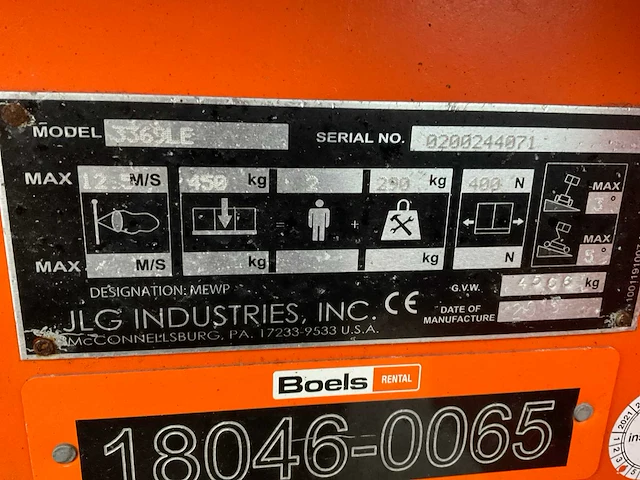 MODEL 3369LE SERIAL NO. 0200244071
MAX 12.5 M/S 450 kg 2 290 kg 400 N MAX 3°
= +
MAX M/S kg kg N MAX 5°
DESIGNATION: MEWP G.V.W. kg
JLG INDUSTRIES, INC. CE DATE OF MANUFACTURE
McCONNELLSBURG, PA. 17233-9533 U.S.A.
Boels RENTAL
18046-0065
2021